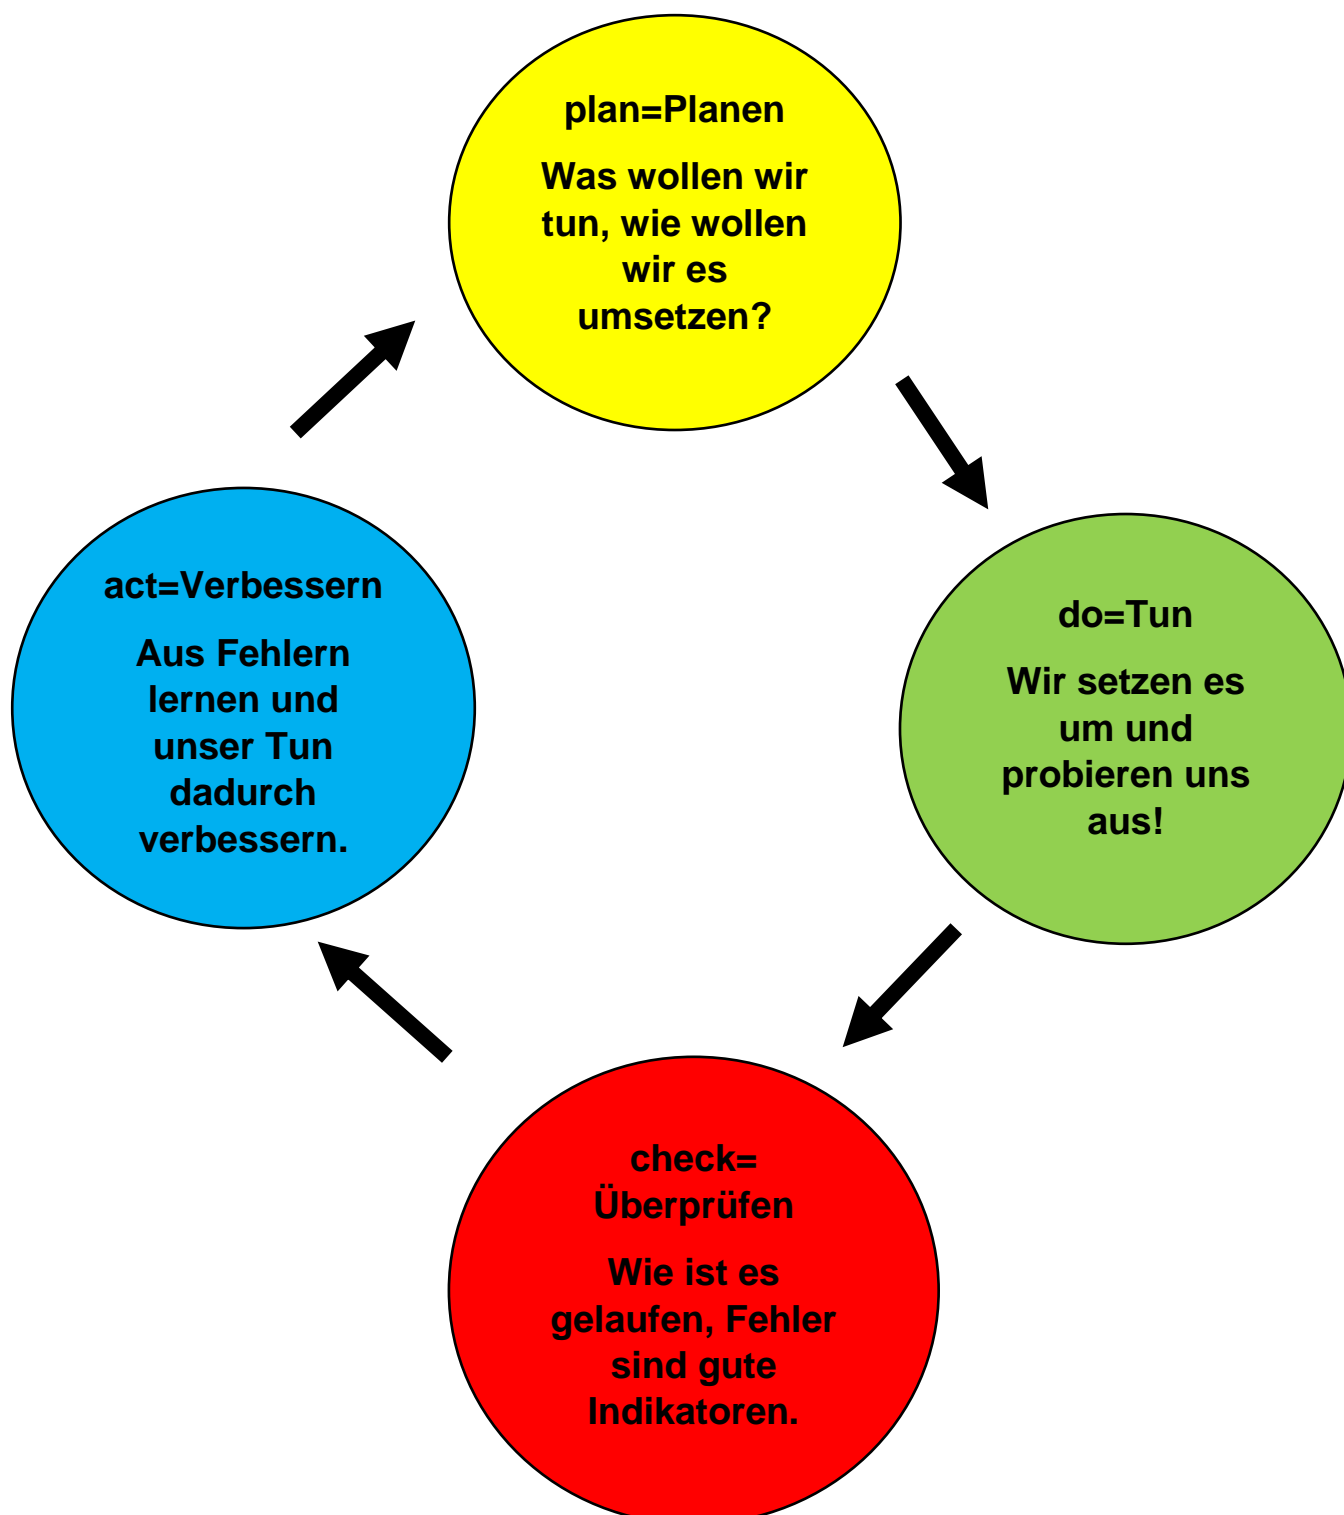 plan=Planen
Was wollen wir
tun, wie wollen
wir es
umsetzen?
act=Verbessern
Aus Fehlern
lernen und
unser Tun
dadurch
verbessern.
do=Tun
Wir setzen es
um und
probieren uns
aus!
check=
Überprüfen
Wie ist es
gelaufen, Fehler
sind gute
Indikatoren.